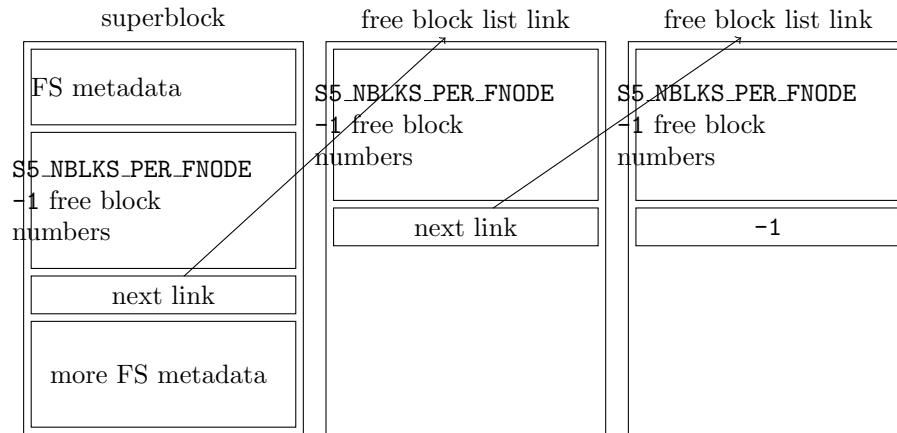 superblock
FS metadata
S5_NBLKS_PER_FNODE
-1 free block
numbers
next link
more FS metadata
free block list link
S5_NBLKS_PER_FNODE
-1 free block
numbers
next link
free block list link
S5_NBLKS_PER_FNODE
-1 free block
numbers
-1